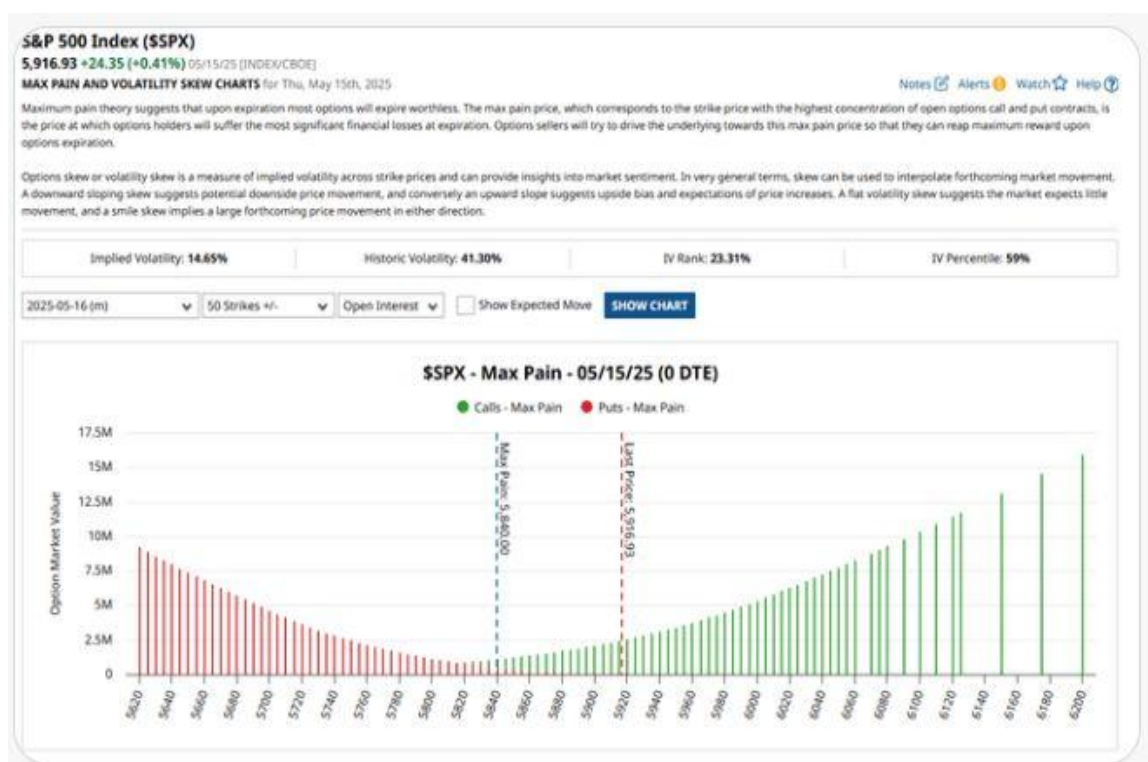 S&P 500 Index ($SPX)
5,916.93 +24.35 (+0.41%) 05/15/25 [INDEX/CBOE]
MAX PAIN AND VOLATILITY SKEW CHARTS for Thu, May 15th, 2025
Notes Alerts Watch Help
Maximum pain theory suggests that upon expiration most options will expire worthless. The max pain price, which corresponds to the strike price with the highest concentration of open options call and put contracts, is
the price at which options holders will suffer the most significant financial losses at expiration. Options sellers will try to drive the underlying towards this max pain price so that they can reap maximum reward upon
options expiration.
Options skew or volatility skew is a measure of implied volatility across strike prices and can provide insights into market sentiment. In very general terms, skew can be used to interpolate forthcoming market movement.
A downward sloping skew suggests potential downside price movement, and conversely an upward slope suggests upside bias and expectations of price increases. A flat volatility skew suggests the market expects little
movement, and a smile skew implies a large forthcoming price movement in either direction.
Implied Volatility: 14.65% Historic Volatility: 41.30% IV Rank: 23.31% IV Percentile: 59%
2025-05-16 (m) 50 Strikes +/- Open Interest Show Expected Move SHOW CHART
$SPX - Max Pain - 05/15/25 (0 DTE)
Calls - Max Pain Puts - Max Pain
Option Market Value
17.5M
15M
12.5M
10M
7.5M
5M
2.5M
0
Max Pain: 5,840.00
Last Price: 5,916.93
5620 5640 5660 5680 5700 5720 5740 5760 5780 5800 5820 5840 5860 5880 5900 5920 5940 5960 5980 6000 6020 6040 6060 6080 6100 6120 6140 6160 6180 6200